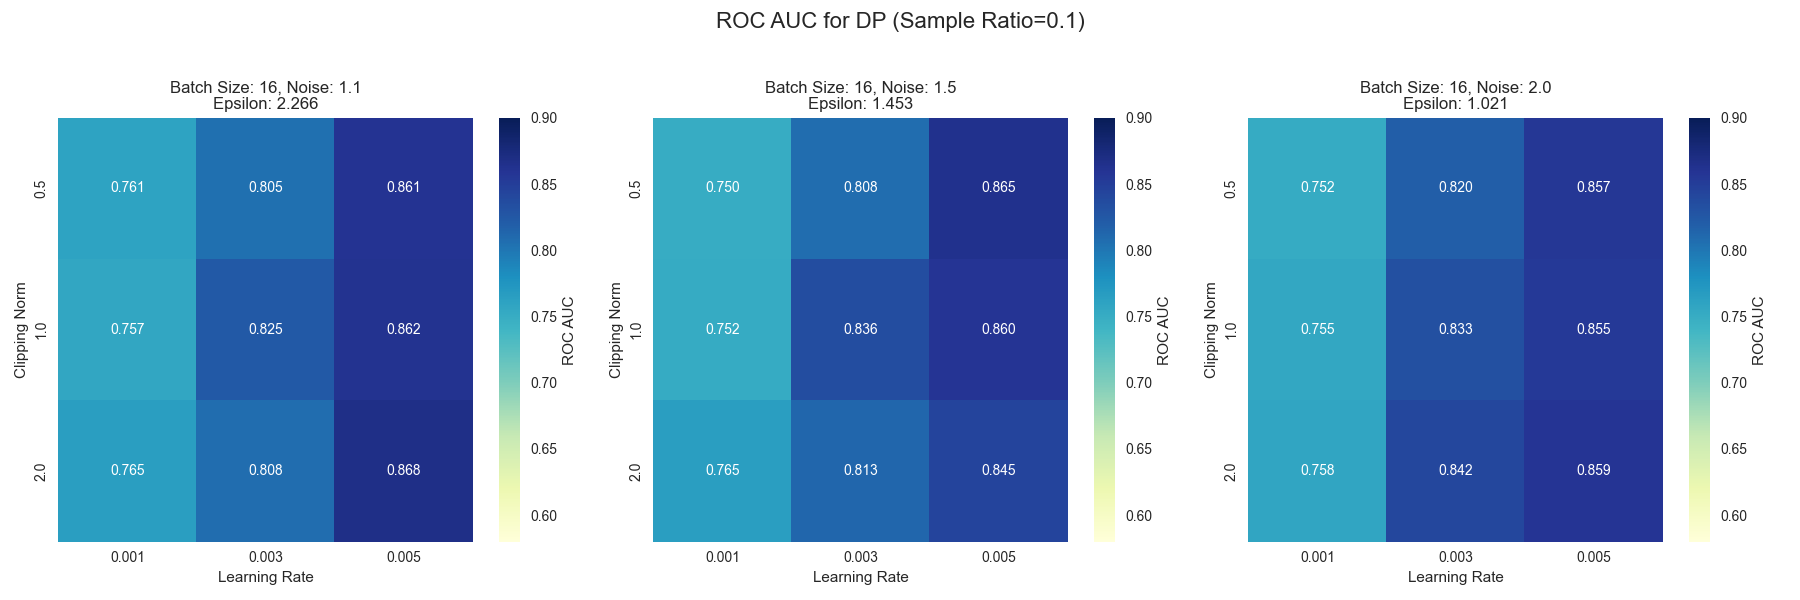 ROC AUC for DP (Sample Ratio=0.1)
Batch Size: 16, Noise: 1.1
Epsilon: 2.266
Clipping Norm
0.5
0.761 0.805 0.861
1.0
0.757 0.825 0.862
2.0
0.765 0.808 0.868
0.001 0.003 0.005
Learning Rate
0.90
0.85
0.80
0.75
0.70
0.65
0.60
ROC AUC
Batch Size: 16, Noise: 1.5
Epsilon: 1.453
Clipping Norm
0.5
0.750 0.808 0.865
1.0
0.752 0.836 0.860
2.0
0.765 0.813 0.845
0.001 0.003 0.005
Learning Rate
0.90
0.85
0.80
0.75
0.70
0.65
0.60
ROC AUC
Batch Size: 16, Noise: 2.0
Epsilon: 1.021
Clipping Norm
0.5
0.752 0.820 0.857
1.0
0.755 0.833 0.855
2.0
0.758 0.842 0.859
0.001 0.003 0.005
Learning Rate
0.90
0.85
0.80
0.75
0.70
0.65
0.60
ROC AUC